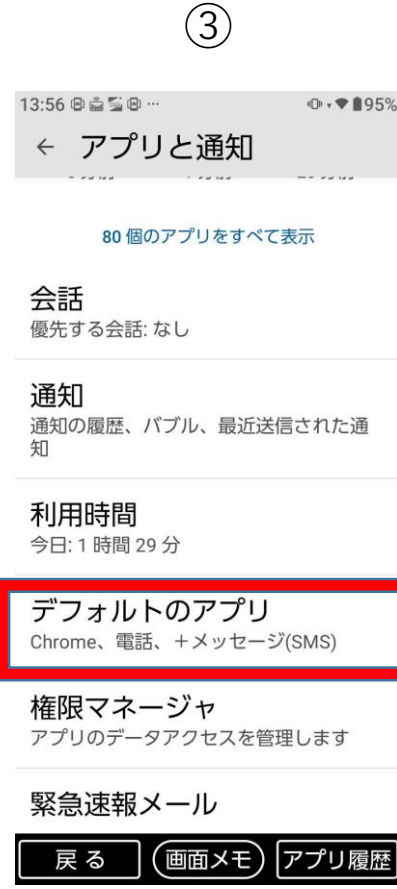 ③
13:56 … 95%
← アプリと通知
80 個のアプリをすべて表示
会話
優先する会話: なし
通知
通知の履歴、バブル、最近送信された通
知
利用時間
今日: 1 時間 29 分
デフォルトのアプリ
Chrome、電話、+メッセージ(SMS)
権限マネージャ
アプリのデータアクセスを管理します
緊急速報メール
戻る 画面メモ アプリ履歴